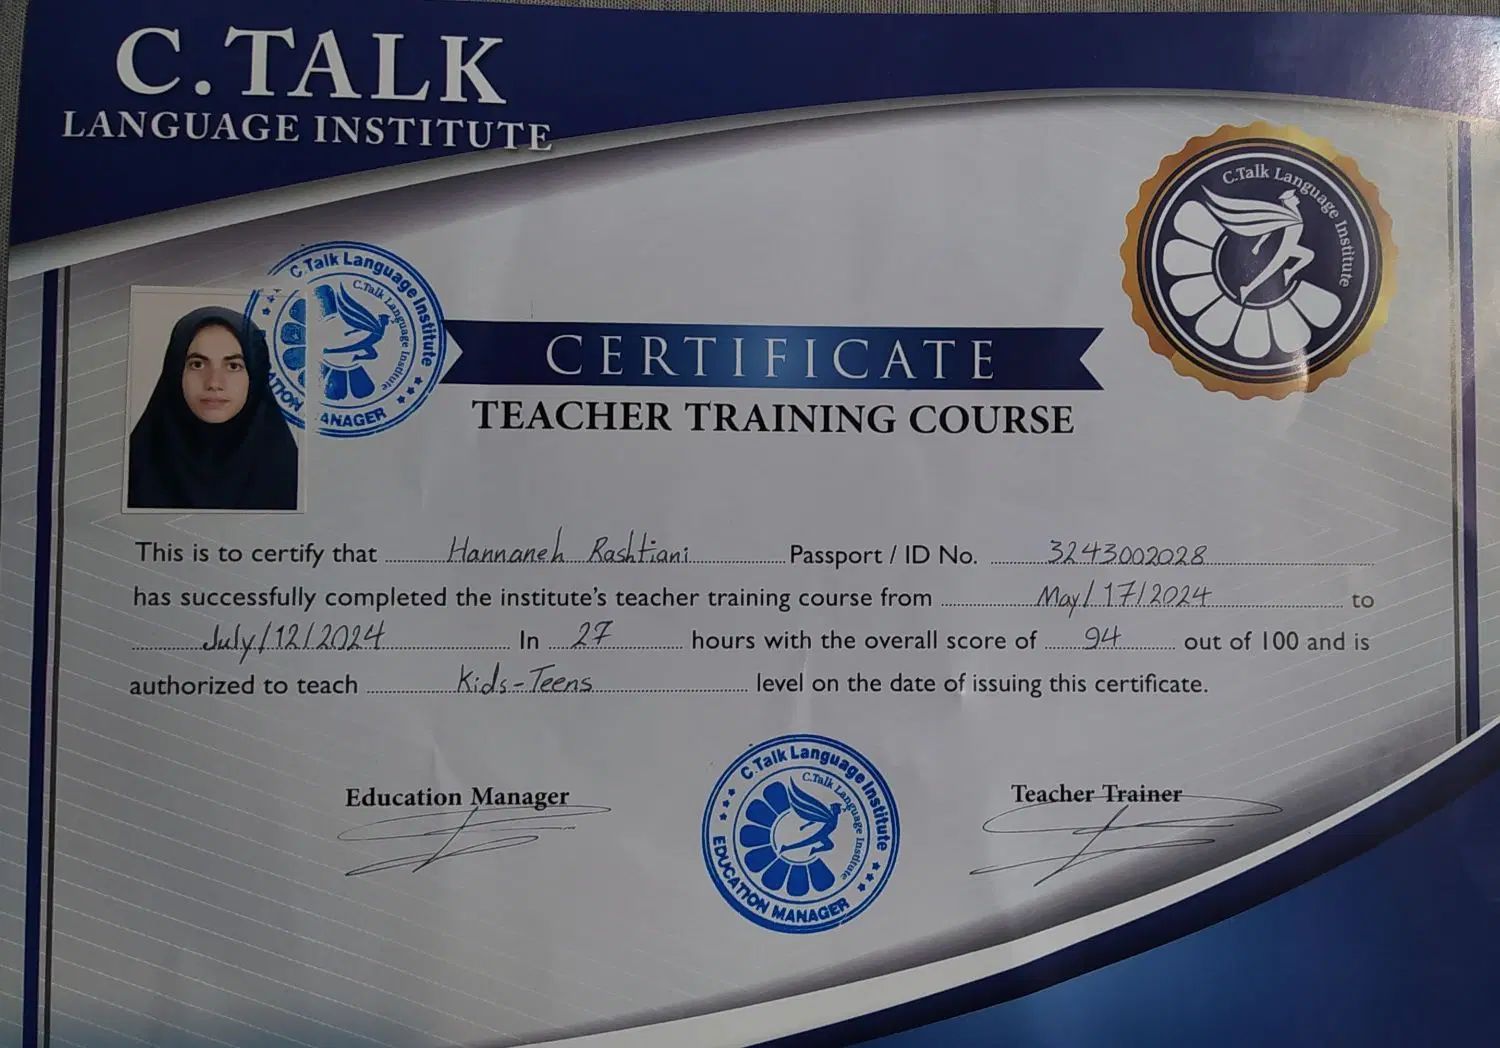 C.TALK
LANGUAGE INSTITUTE
C.Talk Language Institute
C.Talk Language Institute
C.Talk Language Institute
ANAGER
CERTIFICATE
TEACHER TRAINING COURSE
This is to certify that Hannaneh Rashtiani Passport / ID No. 3243002028
has successfully completed the institute's teacher training course from May/17/2024 to
July/12/2024 In 27 hours with the overall score of 94 out of 100 and is
authorized to teach Kids-Teens level on the date of issuing this certificate.
Education Manager
C.Talk Language Institute
C.Talk Language Institute
EDUCATION MANAGER
Teacher Trainer